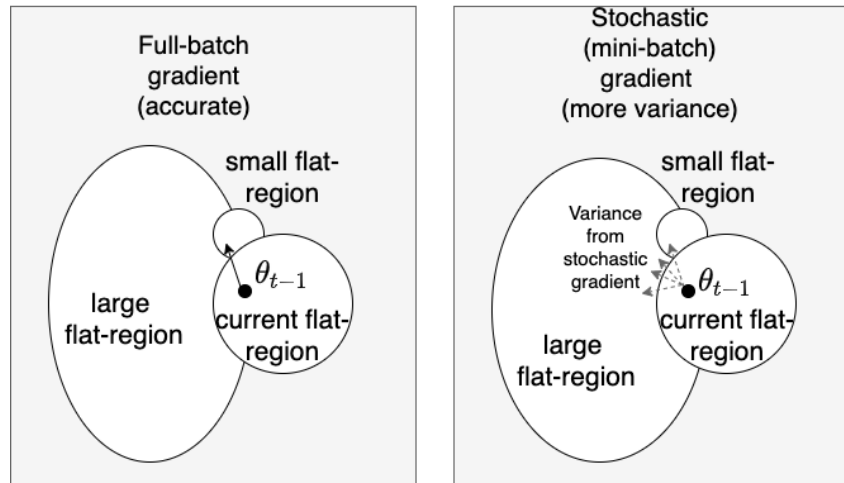 Full-batch
gradient
(accurate)
small flat-
region
θt−1
large
flat-region
current flat-
region
Stochastic
(mini-batch)
gradient
(more variance)
small flat-
region
Variance
from
stochastic
gradient
θt−1
current flat-
region
large
flat-region